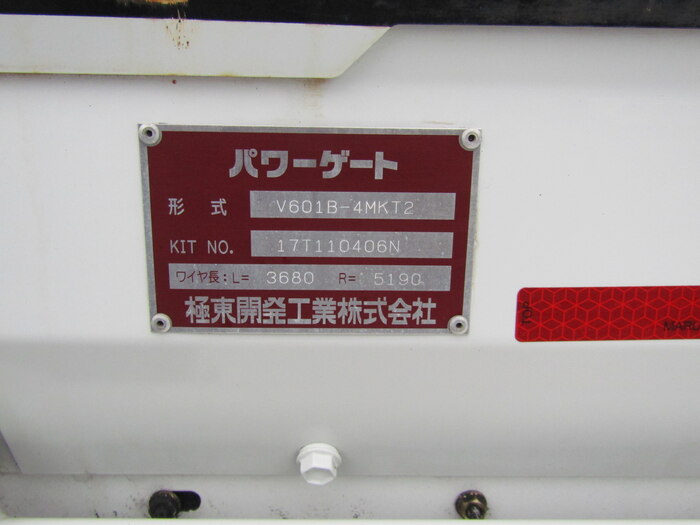 パワーゲート
形式 V601B-4MKT2
KIT NO. 17T110406N
ワイヤ長:L= 3680 R= 5190
極東開発工業株式会社
TOP